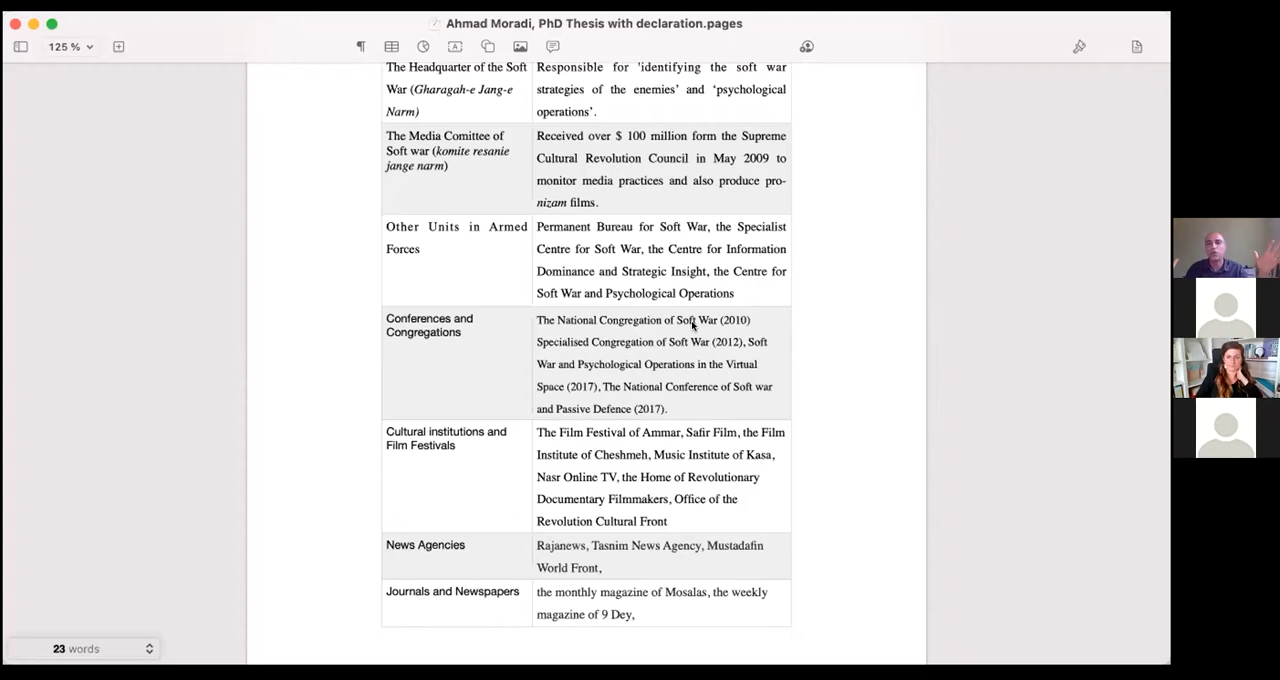 Ahmad Moradi, PhD Thesis with declaration.pages
125 %
The Headquarter of the Soft
War (Gharagah-e Jang-e
Narm)
Responsible for 'identifying the soft war
strategies of the enemies’ and ‘psychological
operations’.
The Media Comittee of
Soft war (komite resanie
jange narm)
Received over $ 100 million form the Supreme
Cultural Revolution Council in May 2009 to
monitor media practices and also produce pro-
nizam films.
Other Units in Armed
Forces
Permanent Bureau for Soft War, the Specialist
Centre for Soft War, the Centre for Information
Dominance and Strategic Insight, the Centre for
Soft War and Psychological Operations
Conferences and
Congregations
The National Congregation of Soft War (2010)
Specialised Congregation of Soft War (2012), Soft
War and Psychological Operations in the Virtual
Space (2017), The National Conference of Soft war
and Passive Defence (2017).
Cultural institutions and
Film Festivals
The Film Festival of Ammar, Safir Film, the Film
Institute of Cheshmeh, Music Institute of Kasa,
Nasr Online TV, the Home of Revolutionary
Documentary Filmmakers, Office of the
Revolution Cultural Front
News Agencies
Rajanews, Tasnim News Agency, Mustadafin
World Front,
Journals and Newspapers
the monthly magazine of Mosalas, the weekly
magazine of 9 Dey,
23 words